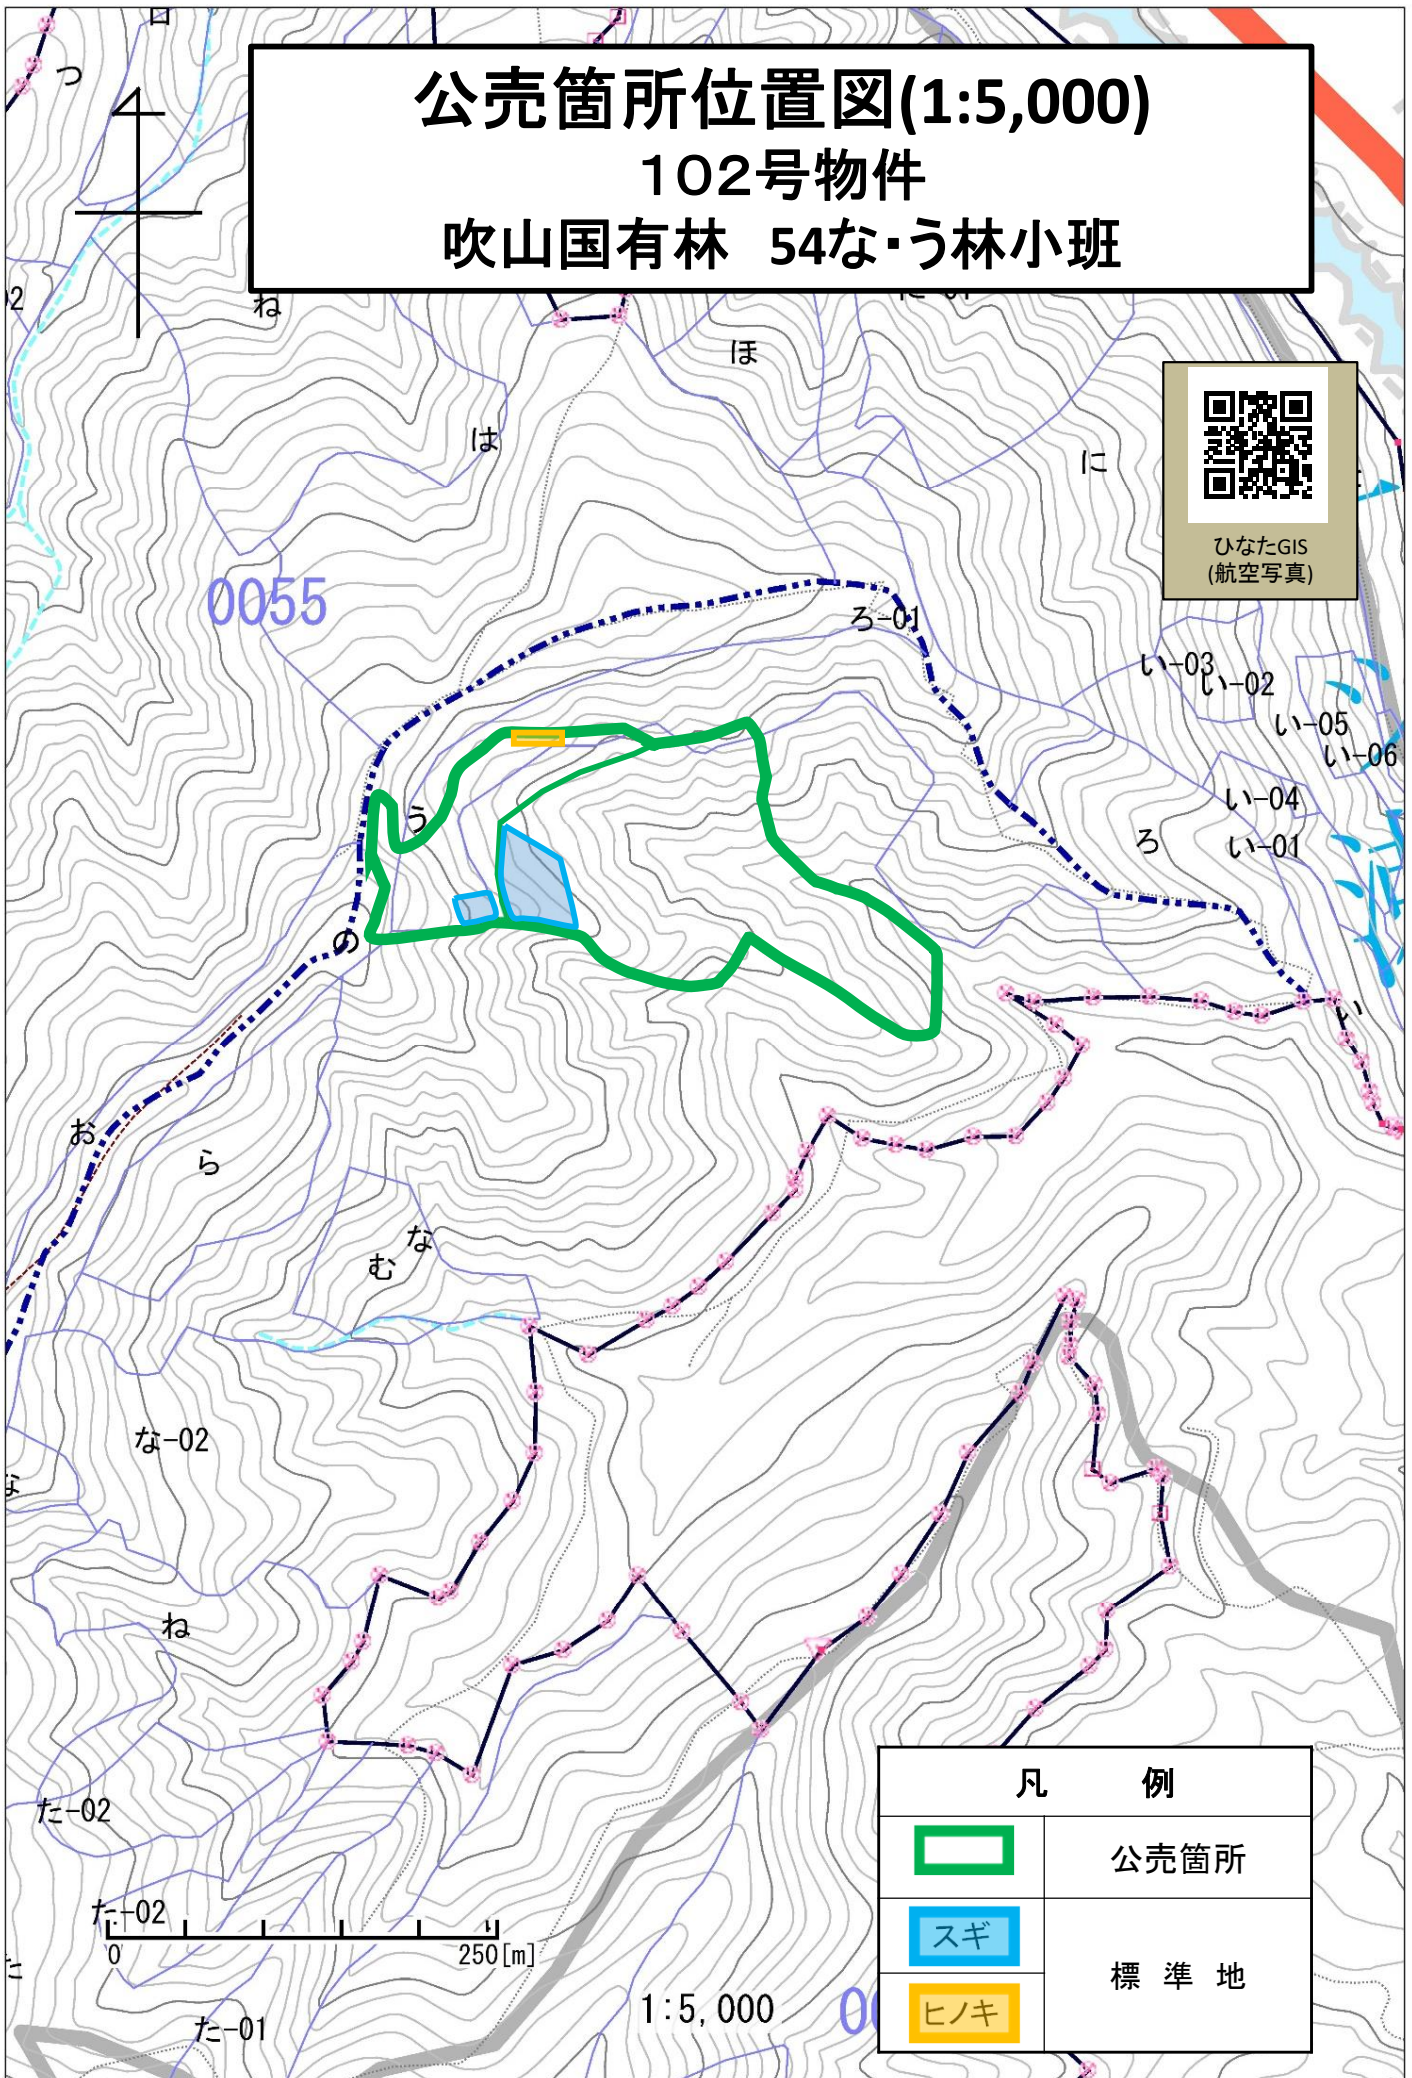 公売箇所位置図(1:5,000)
１０２号物件
吹山国有林　54な・う林小班
つ
ね
ほ
は
に
ひなたGIS
(航空写真)
0055
ろ-01
い-03
い-02
い-05
い-06
い-04
い-01
ろ
う
の
い
お
ら
な
む
な-02
ね
た-02
た-02
0
250[m]
た-01
1:5,000
凡　例
公売箇所
スギ
標 準 地
ヒノキ